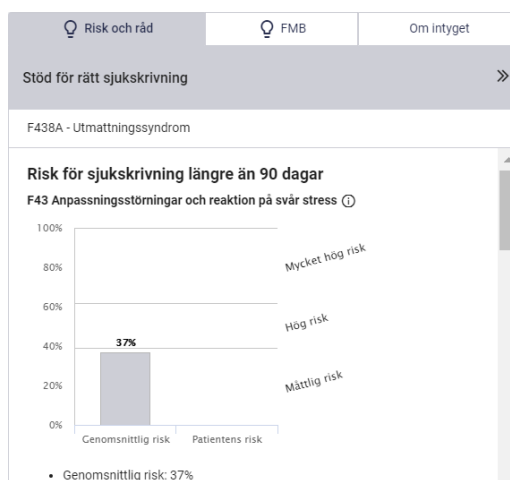 Risk och råd
FMB
Om intyget
Stöd för rätt sjukskrivning
F438A - Utmattningssyndrom
Risk för sjukskrivning längre än 90 dagar
F43 Anpassningsstörningar och reaktion på svår stress
100%
80%
60%
40%
20%
0%
37%
Mycket hög risk
Hög risk
Måttlig risk
Genomsnittlig risk
Patientens risk
• Genomsnittlig risk: 37%